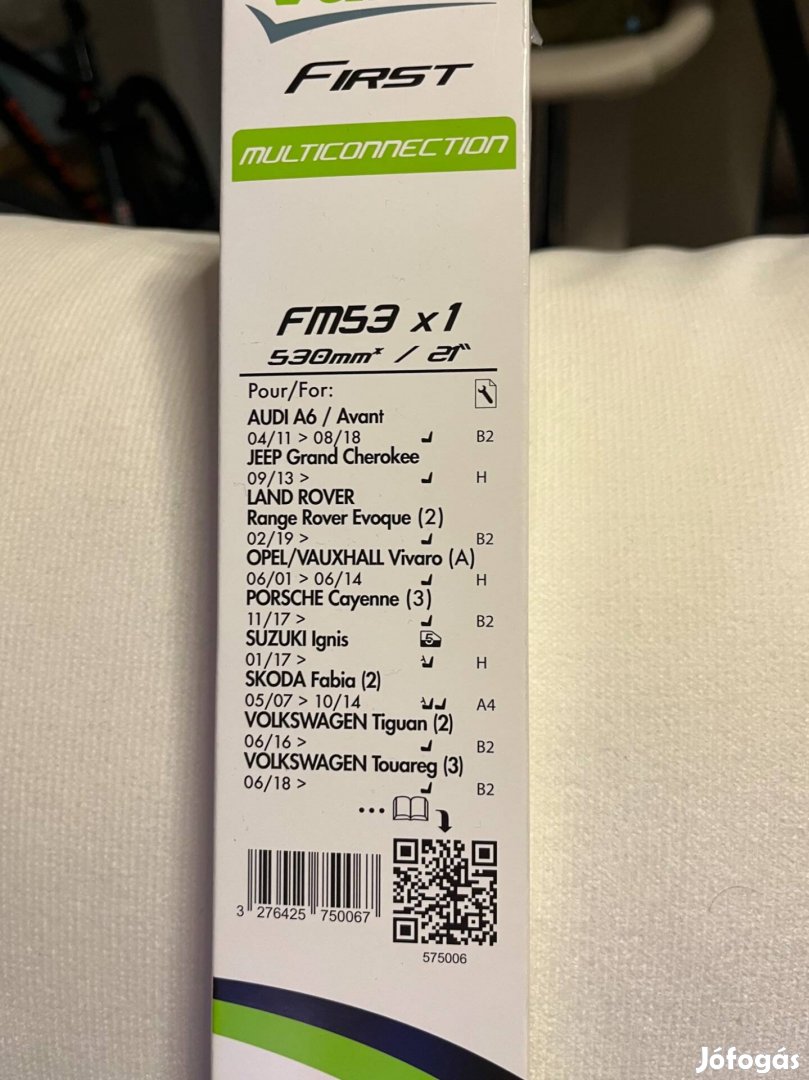 FIRST
MULTICONNECTION
FM53 x1
530mm* / 21"
Pour/For:
AUDI A6 / Avant
04/11 > 08/18 B2
JEEP Grand Cherokee
09/13 > H
LAND ROVER
Range Rover Evoque (2)
02/19 > B2
OPEL/VAUXHALL Vivaro (A)
06/01 > 06/14 H
PORSCHE Cayenne (3)
11/17 > B2
SUZUKI Ignis 5
01/17 > H
SKODA Fabia (2)
05/07 > 10/14 A4
VOLKSWAGEN Tiguan (2)
06/16 > B2
VOLKSWAGEN Touareg (3)
06/18 > B2
...
3 276425 750067
575006
Jófogás